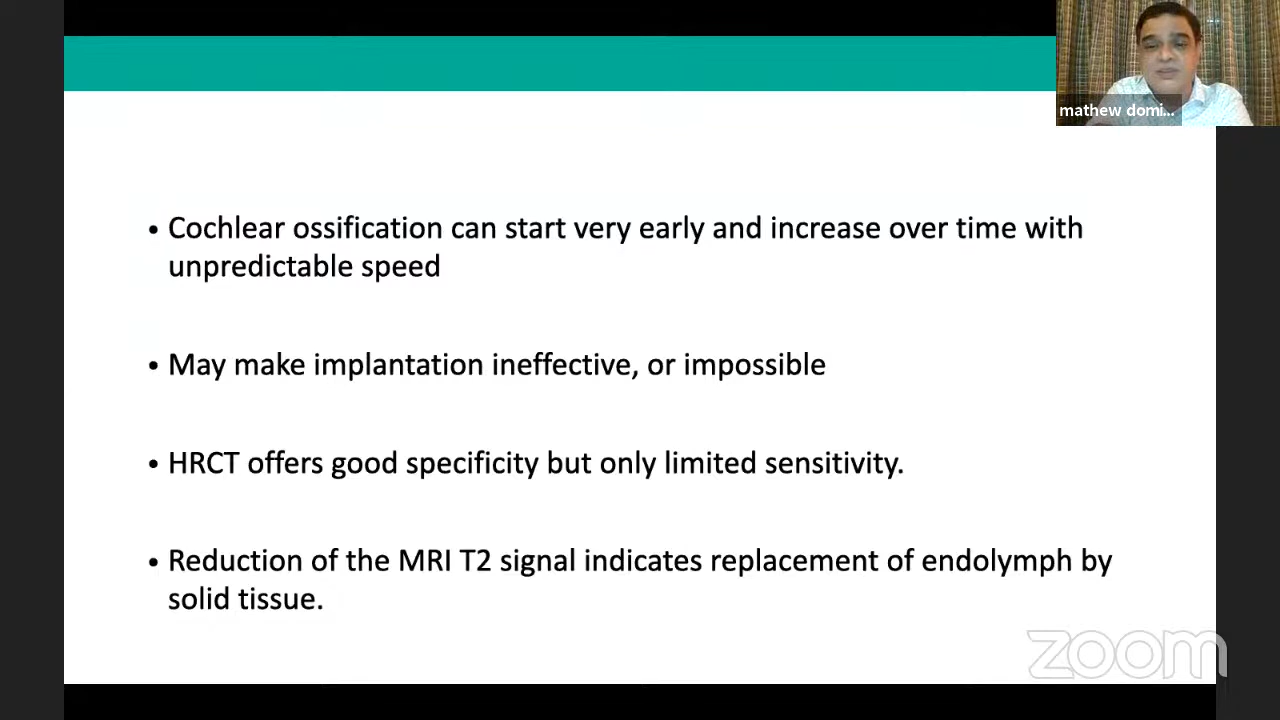 mathew domi...
• Cochlear ossification can start very early and increase over time with
unpredictable speed
• May make implantation ineffective, or impossible
• HRCT offers good specificity but only limited sensitivity.
• Reduction of the MRI T2 signal indicates replacement of endolymph by
solid tissue.
zoom